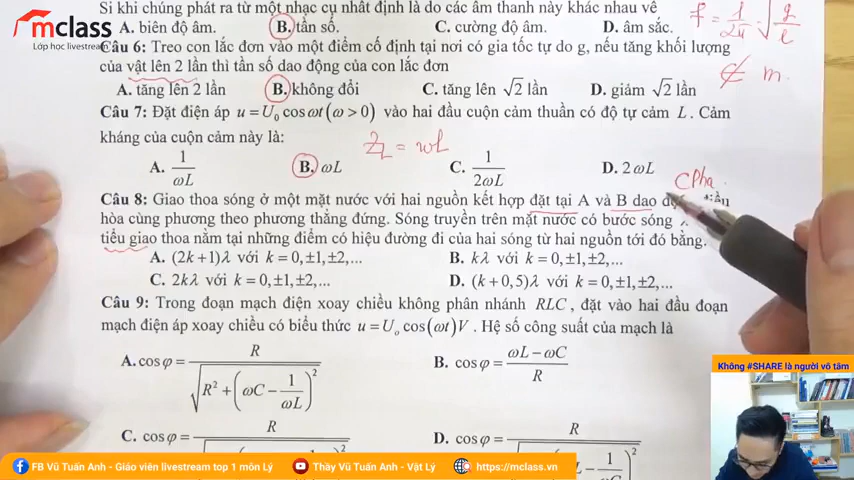 mclass
Lớp học livestream
Si khi chúng phát ra từ một nhạc cụ nhất định là do các âm thanh này khác nhau về
A. biên độ âm. B. tần số. C. cường độ âm. D. âm sắc.
f = 1/2π √g/l
Câu 6: Treo con lắc đơn vào một điểm cố định tại nơi có gia tốc tự do g, nếu tăng khối lượng
của vật lên 2 lần thì tần số dao động của con lắc đơn
∉ m.
A. tăng lên 2 lần B. không đổi C. tăng lên √2 lần D. giảm √2 lần
Câu 7: Đặt điện áp u = U₀ cos ωt (ω > 0) vào hai đầu cuộn cảm thuần có độ tự cảm L. Cảm
kháng của cuộn cảm này là:
Z_L = ωL
A. 1/ωL B. ωL C. 1/2ωL D. 2ωL
C pha
Câu 8: Giao thoa sóng ở một mặt nước với hai nguồn kết hợp đặt tại A và B dao
hòa cùng phương theo phương thẳng đứng. Sóng truyền trên mặt nước có bước sóng
tiểu giao thoa nằm tại những điểm có hiệu đường đi của hai sóng từ hai nguồn tới đó bằng.
A. (2k+1)λ với k = 0,±1,±2,... B. kλ với k = 0,±1,±2,...
C. 2kλ với k = 0,±1,±2,... D. (k+0,5)λ với k = 0,±1,±2,...
Câu 9: Trong đoạn mạch điện xoay chiều không phân nhánh RLC, đặt vào hai đầu đoạn
mạch điện áp xoay chiều có biểu thức u = U₀ cos(ωt)V. Hệ số công suất của mạch là
A. cosφ = R/√(R² + (ωC − 1/ωL)²) B. cosφ = (ωL − ωC)/R
C. cosφ = R D. cosφ = R
Không #SHARE là người vô tâm
FB Vũ Tuấn Anh - Giáo viên livestream top 1 môn Lý Thầy Vũ Tuấn Anh - Vật Lý https://mclass.vn